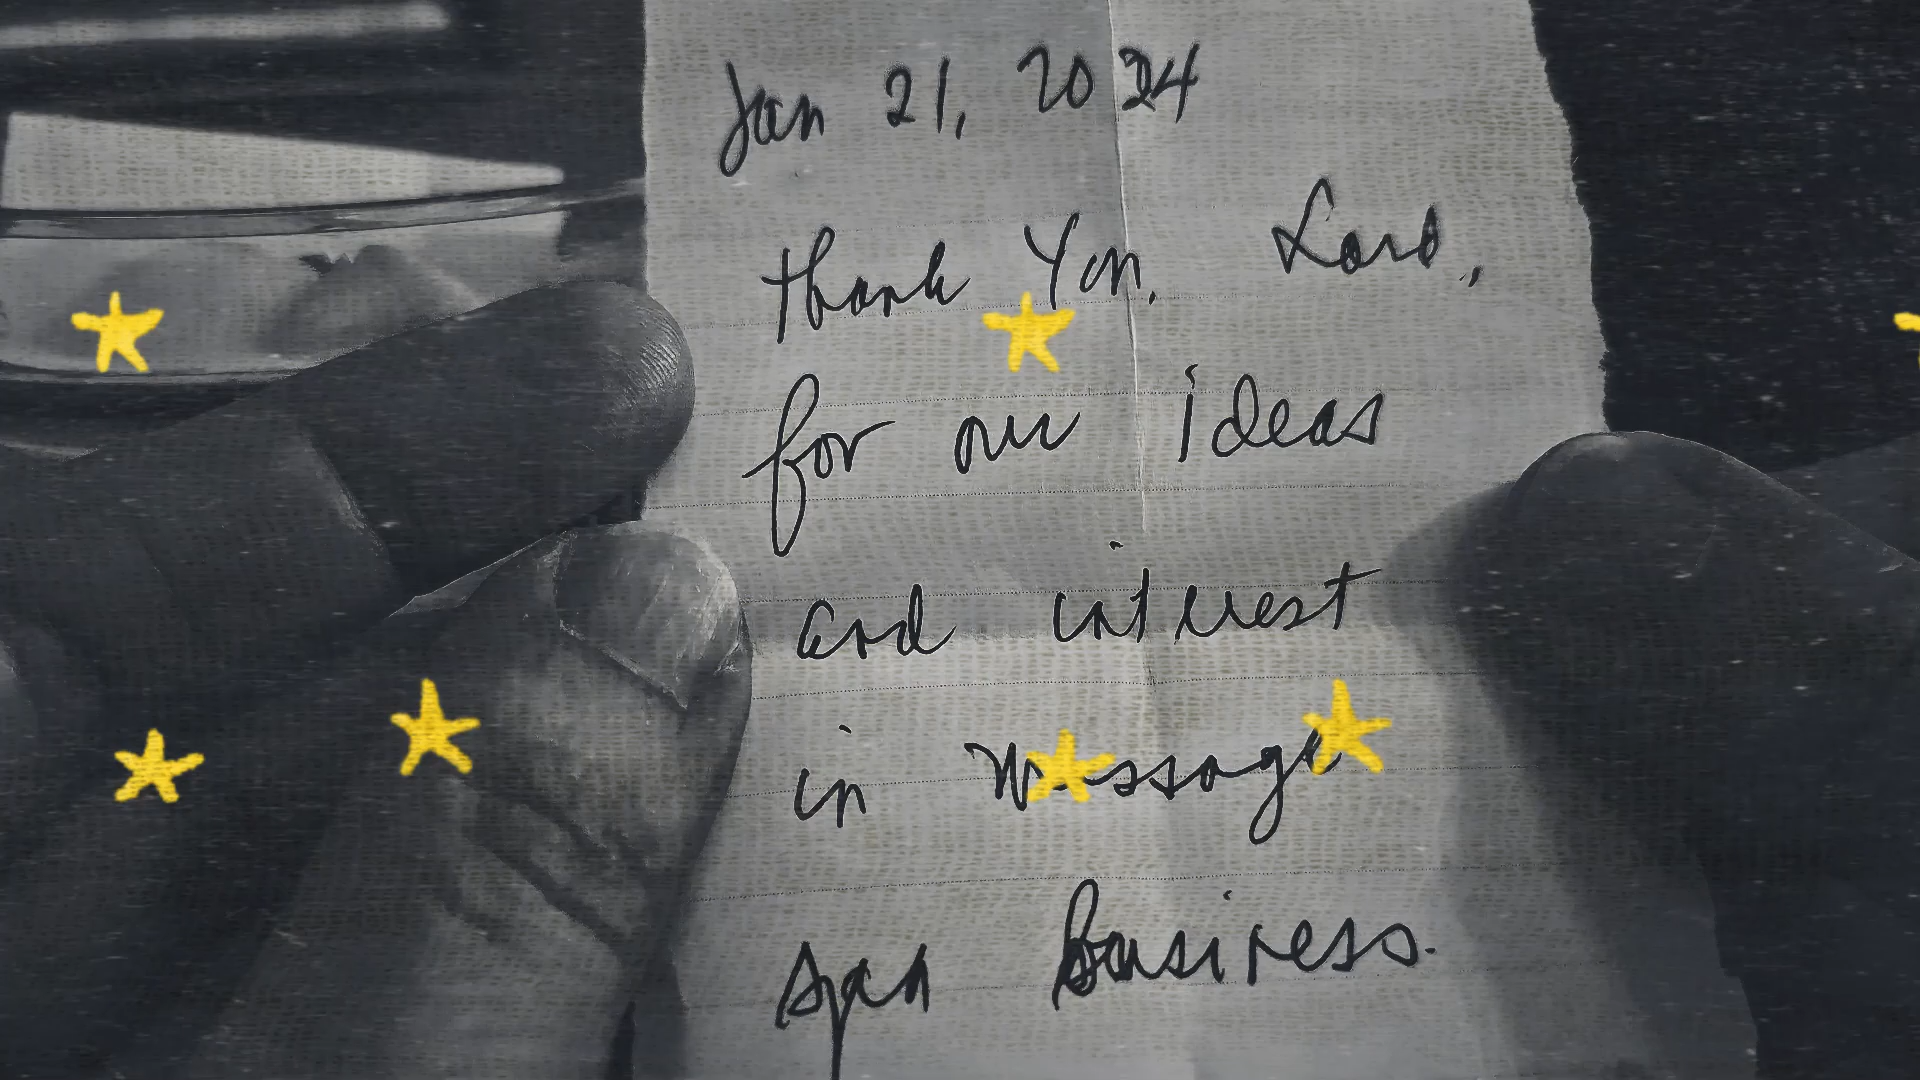 Jan 21, 2024
Thank You, Lord,
for our ideas
and interest
in Massage
Spa Business.